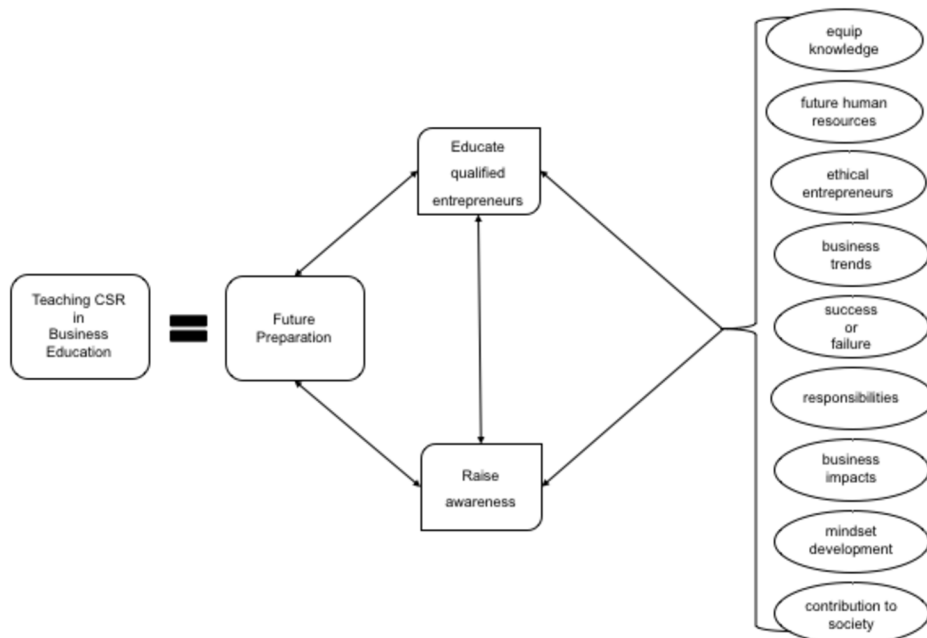 Teaching CSR
in
Business
Education
Future
Preparation
Educate
qualified
entrepreneurs
Raise
awareness
equip
knowledge
future human
resources
ethical
entrepreneurs
business
trends
success
or
failure
responsibilities
business
impacts
mindset
development
contribution to
society